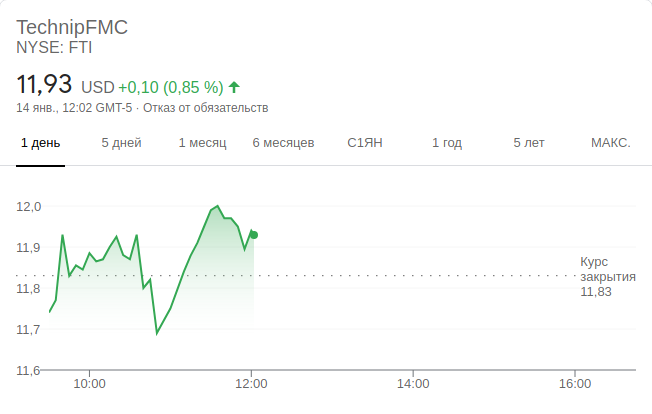 TechnipFMC
NYSE: FTI
11,93 USD +0,10 (0,85 %)
14 янв., 12:02 GMT-5 · Отказ от обязательств
1 день 5 дней 1 месяц 6 месяцев С1ЯН 1 год 5 лет МАКС.
12,0
11,9
Курс
закрытия
11,83
11,8
11,7
11,6
10:00 12:00 14:00 16:00